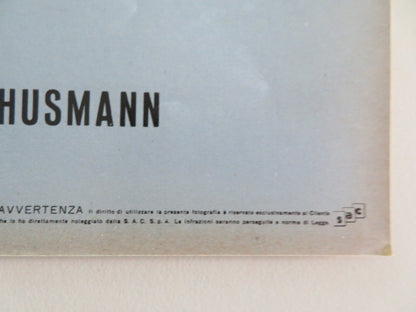 HUSMANN
AVVERTENZA Il diritto di utilizzare la presente fotografia è riservato esclusivamente al Cliente
che lo ha direttamente noleggiato dalla S. A. C. S.p.A. Le infrazioni saranno perseguite a norma di Legge.
sac